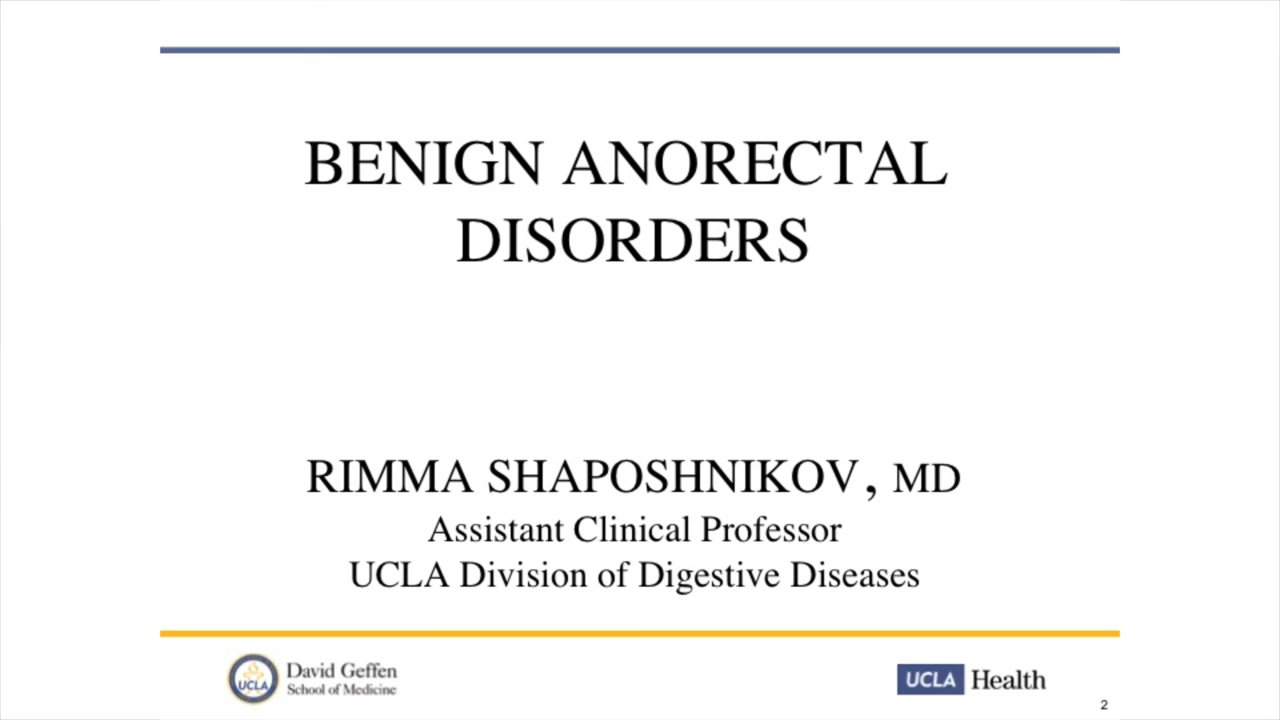 BENIGN ANORECTAL
DISORDERS
RIMMA SHAPOSHNIKOV, MD
Assistant Clinical Professor
UCLA Division of Digestive Diseases
UCLA
David Geffen
School of Medicine
UCLA Health
2